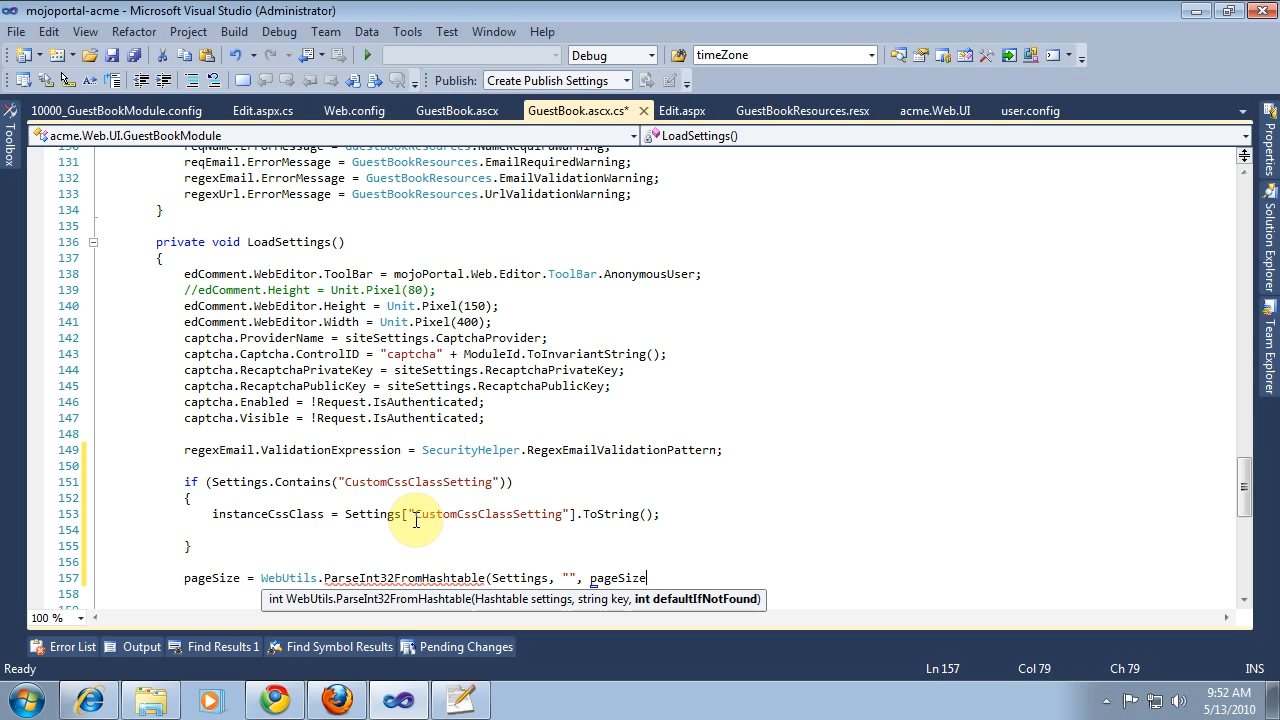 mojoportal-acme - Microsoft Visual Studio (Administrator)
File Edit View Refactor Project Build Debug Team Data Tools Test Window Help
Debug timeZone
Publish: Create Publish Settings
10000_GuestBookModule.config Edit.aspx.cs Web.config GuestBook.ascx GuestBook.ascx.cs* Edit.aspx GuestBookResources.resx acme.Web.UI user.config
acme.Web.UI.GuestBookModule LoadSettings()
130 reqName.ErrorMessage = GuestBookResources.NameRequiredWarning;
131 reqEmail.ErrorMessage = GuestBookResources.EmailRequiredWarning;
132 regexEmail.ErrorMessage = GuestBookResources.EmailValidationWarning;
133 regexUrl.ErrorMessage = GuestBookResources.UrlValidationWarning;
134 }
135
136 private void LoadSettings()
137 {
138 edComment.WebEditor.ToolBar = mojoPortal.Web.Editor.ToolBar.AnonymousUser;
139 //edComment.Height = Unit.Pixel(80);
140 edComment.WebEditor.Height = Unit.Pixel(150);
141 edComment.WebEditor.Width = Unit.Pixel(400);
142 captcha.ProviderName = siteSettings.CaptchaProvider;
143 captcha.Captcha.ControlID = "captcha" + ModuleId.ToInvariantString();
144 captcha.RecaptchaPrivateKey = siteSettings.RecaptchaPrivateKey;
145 captcha.RecaptchaPublicKey = siteSettings.RecaptchaPublicKey;
146 captcha.Enabled = !Request.IsAuthenticated;
147 captcha.Visible = !Request.IsAuthenticated;
148
149 regexEmail.ValidationExpression = SecurityHelper.RegexEmailValidationPattern;
150
151 if (Settings.Contains("CustomCssClassSetting"))
152 {
153 instanceCssClass = Settings["CustomCssClassSetting"].ToString();
154
155 }
156
157 pageSize = WebUtils.ParseInt32FromHashtable(Settings, "", pageSize
158 int WebUtils.ParseInt32FromHashtable(Hashtable settings, string key, int defaultIfNotFound)
100 %
Error List Output Find Results 1 Find Symbol Results Pending Changes
Ready Ln 157 Col 79 Ch 79 INS
9:52 AM
5/13/2010
Toolbox
Properties
Solution Explorer
Team Explorer